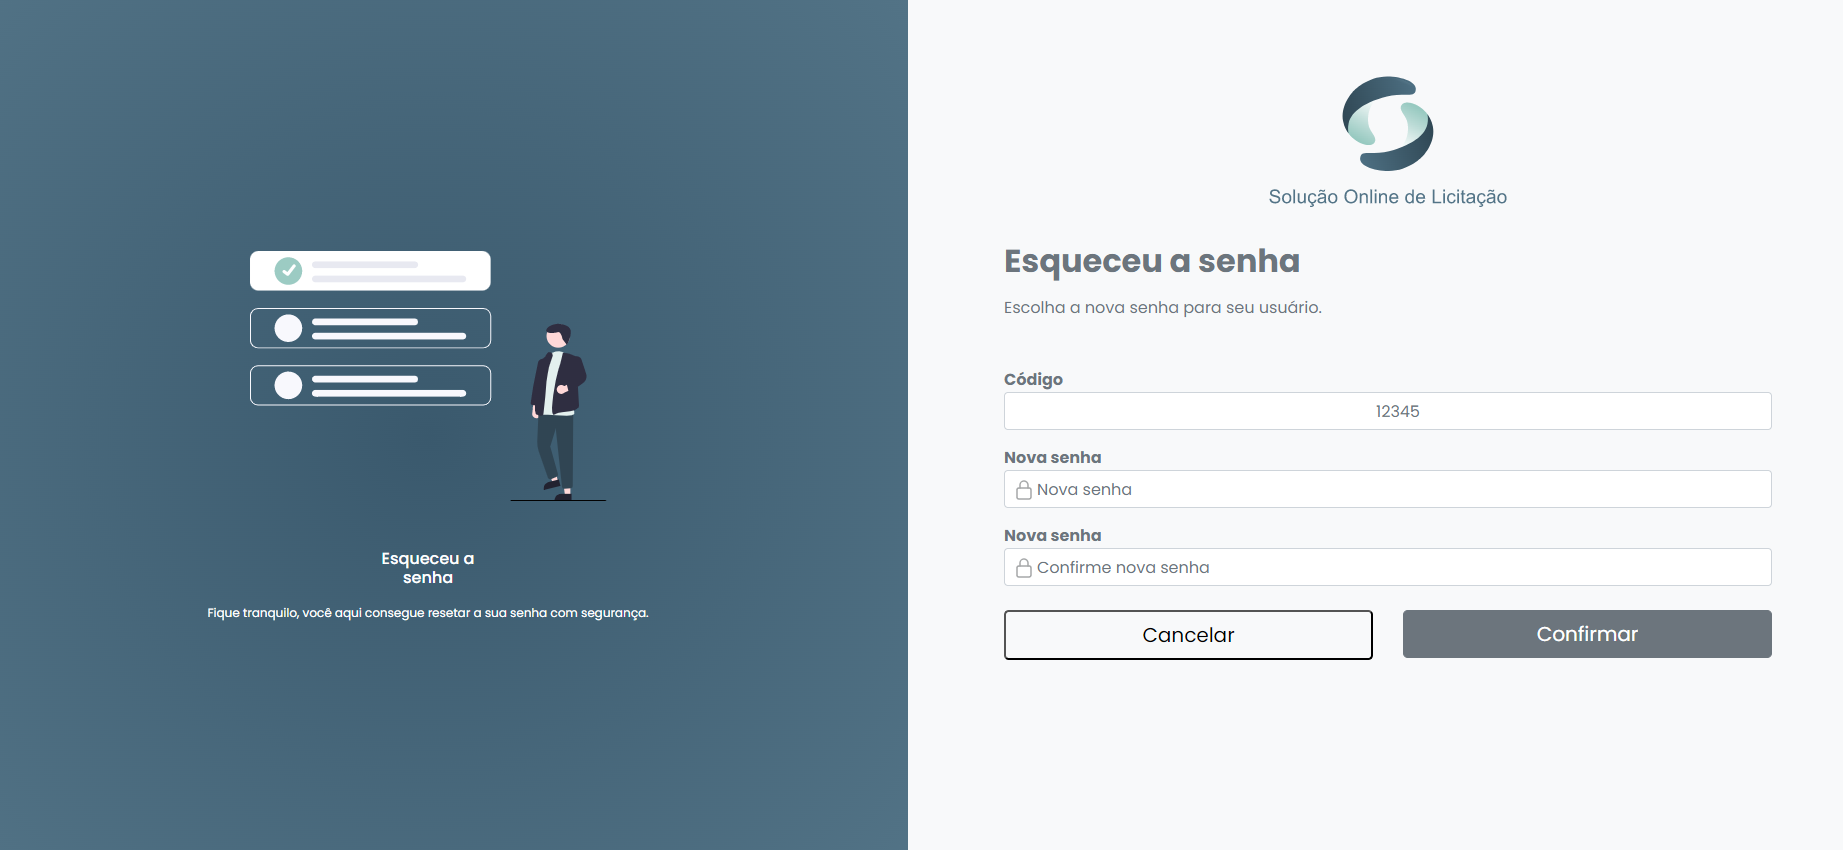 Esqueceu a
senha
Fique tranquilo, você aqui consegue resetar a sua senha com segurança.
Solução Online de Licitação
Esqueceu a senha
Escolha a nova senha para seu usuário.
Código
12345
Nova senha
Nova senha
Nova senha
Confirme nova senha
Cancelar
Confirmar